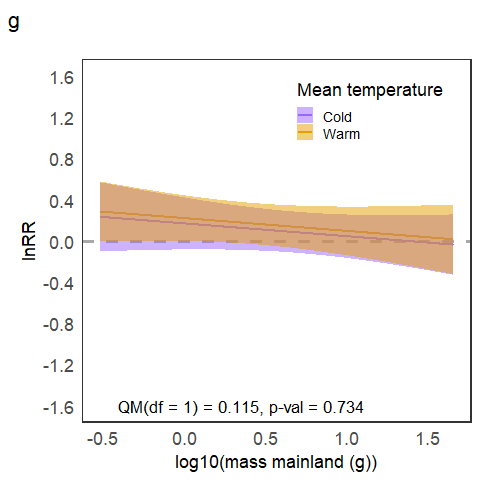 g
Mean temperature
Cold
Warm
lnRR
1.6
1.2
0.8
0.4
0.0
-0.4
-0.8
-1.2
-1.6
QM(df = 1) = 0.115, p-val = 0.734
-0.5 0.0 0.5 1.0 1.5
log10(mass mainland (g))